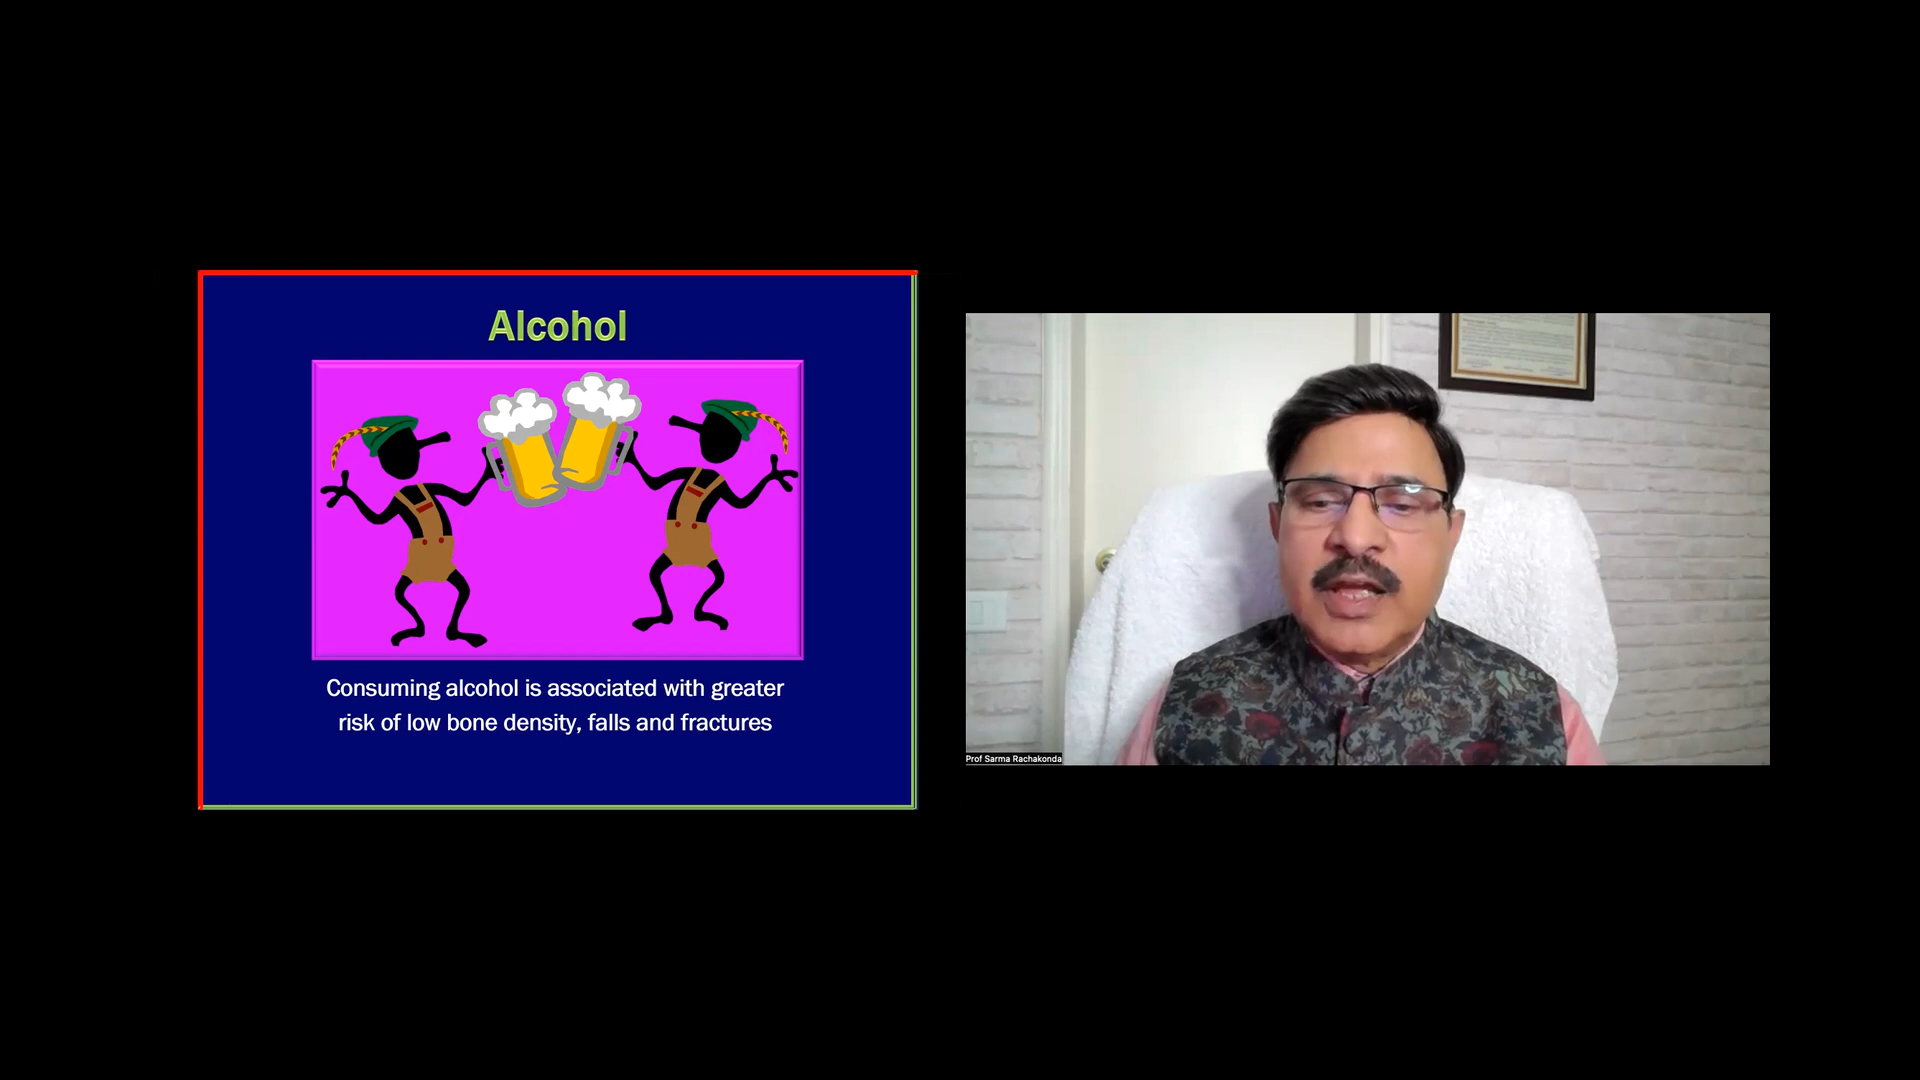 Alcohol
Consuming alcohol is associated with greater
risk of low bone density, falls and fractures
Prof Sarma Rachakonda